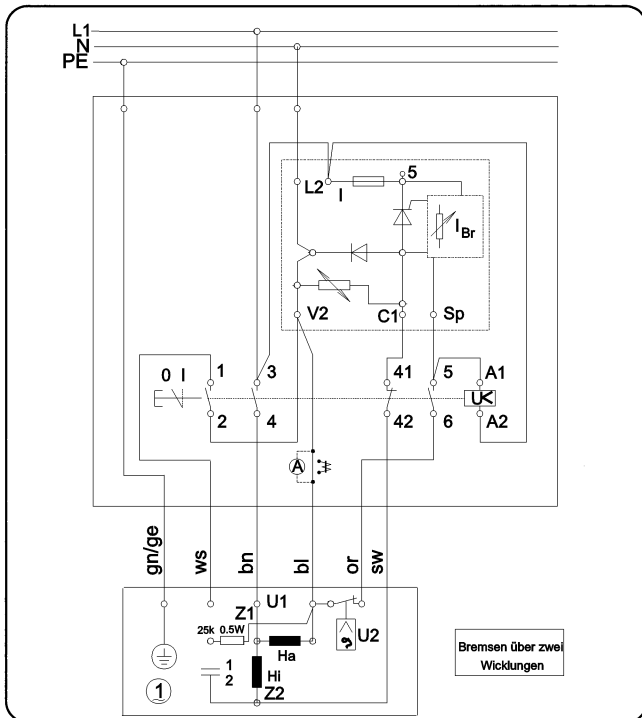 L1
N
PE
L2
I
5
I Br
V2
C1
Sp
0 I
1
3
41
5
A1
U<
2
4
42
6
A2
A
gn/ge
ws
bn
bl
or
sw
U1
Z1
25k 0.5W
U2
Ha
ϑ
1
2
Hi
1
Z2
Bremsen über zwei
Wicklungen